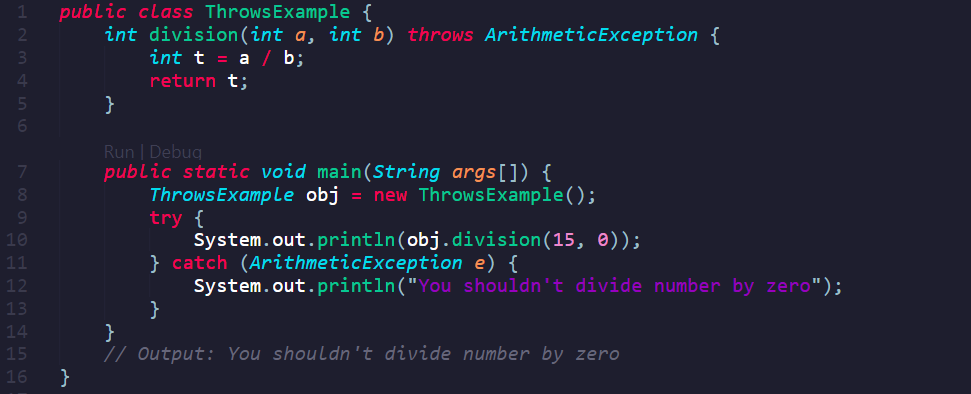 1 public class ThrowsExample {
2 int division(int a, int b) throws ArithmeticException {
3 int t = a / b;
4 return t;
5 }
6
Run | Debug
7 public static void main(String args[]) {
8 ThrowsExample obj = new ThrowsExample();
9 try {
10 System.out.println(obj.division(15, 0));
11 } catch (ArithmeticException e) {
12 System.out.println("You shouldn't divide number by zero");
13 }
14 }
15 // Output: You shouldn't divide number by zero
16 }